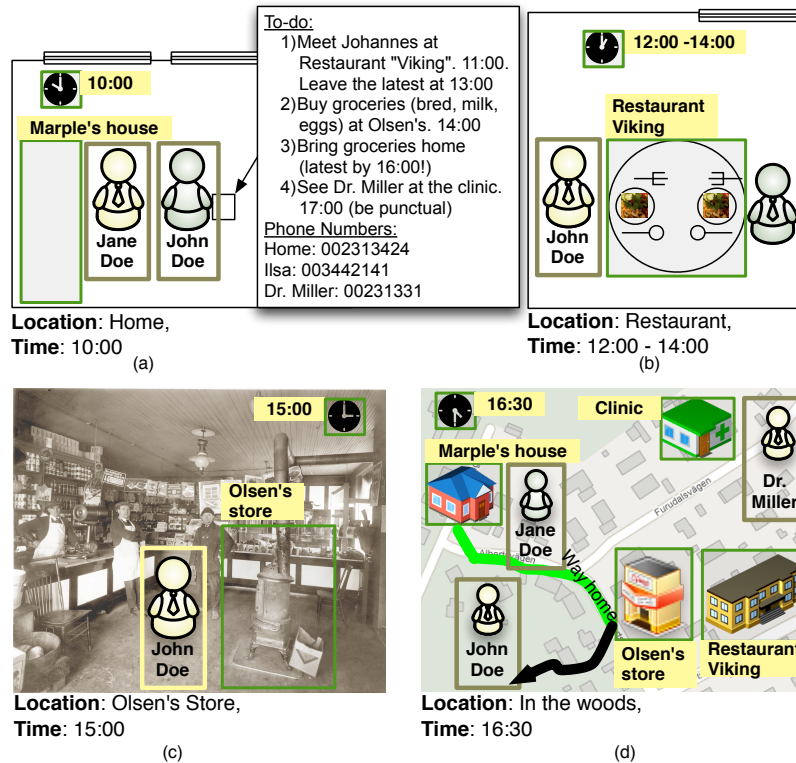 10:00
Marple's house
Jane
Doe
John
Doe
To-do:
1)Meet Johannes at
Restaurant "Viking". 11:00.
Leave the latest at 13:00
2)Buy groceries (bred, milk,
eggs) at Olsen's. 14:00
3)Bring groceries home
(latest by 16:00!)
4)See Dr. Miller at the clinic.
17:00 (be punctual)
Phone Numbers:
Home: 002313424
Ilsa: 003442141
Dr. Miller: 00231331
Location: Home,
Time: 10:00
(a)
12:00 -14:00
Restaurant
Viking
John
Doe
Location: Restaurant,
Time: 12:00 - 14:00
(b)
15:00
Olsen's
store
John
Doe
Location: Olsen's Store,
Time: 15:00
(c)
16:30
Clinic
Marple's house
Jane
Doe
Dr.
Miller
Furudalsvägen
Way home
John
Doe
Olsen's
store
Restaurant
Viking
Location: In the woods,
Time: 16:30
(d)